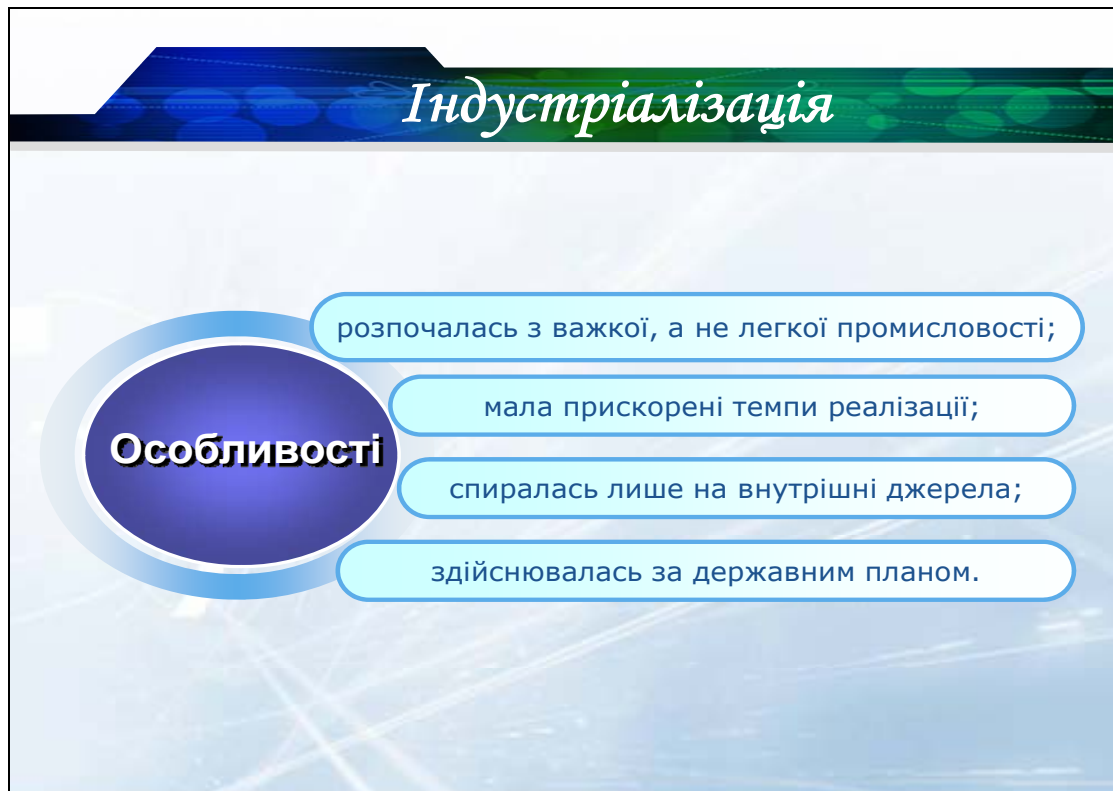 Індустріалізація
розпочалась з важкої, а не легкої промисловості;
мала прискорені темпи реалізації;
Особливості
спиралась лише на внутрішні джерела;
здійснювалась за державним планом.